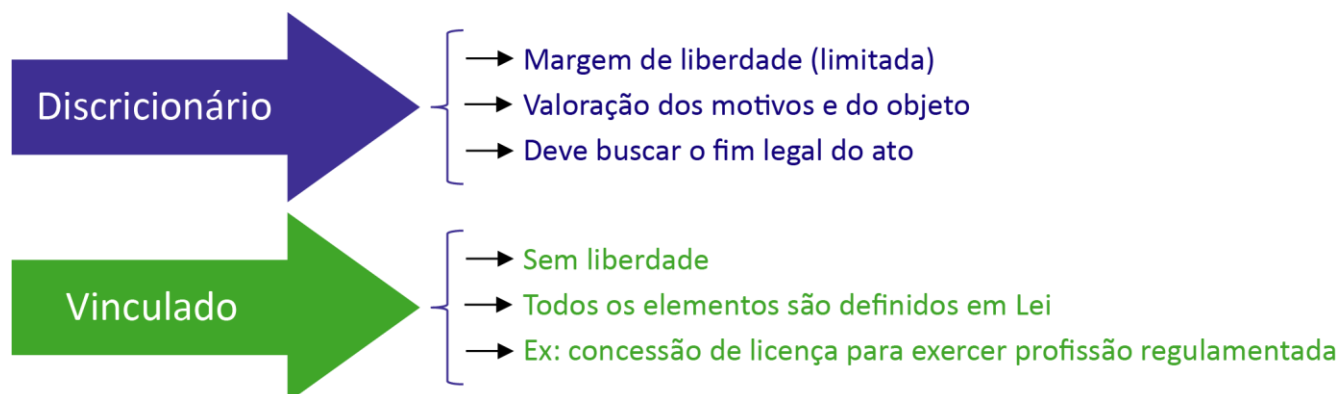 Discricionário
Margem de liberdade (limitada)
Valoração dos motivos e do objeto
Deve buscar o fim legal do ato
Vinculado
Sem liberdade
Todos os elementos são definidos em Lei
Ex: concessão de licença para exercer profissão regulamentada